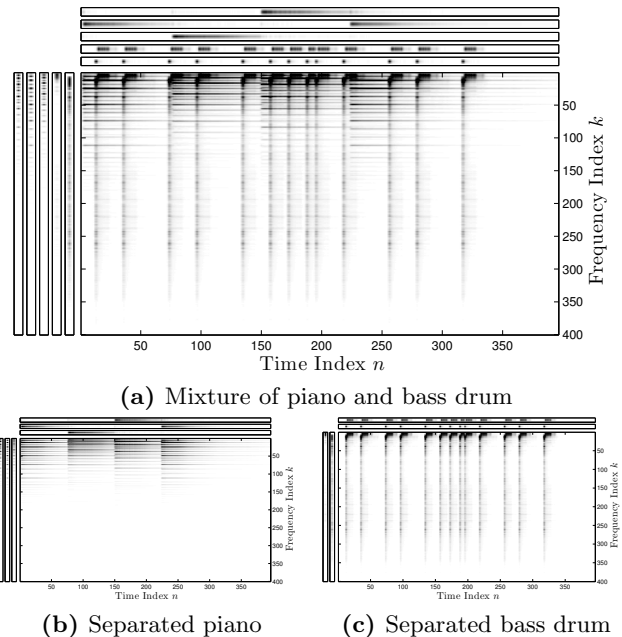 50
100
150
200
250
300
350
400
Frequency Index k
50 100 150 200 250 300 350
Time Index n
(a) Mixture of piano and bass drum
50
100
150
200
250
300
350
400
Frequency Index k
50 100 150 200 250 300 350
Time Index n
(b) Separated piano
50
100
150
200
250
300
350
400
Frequency Index k
50 100 150 200 250 300 350
Time Index n
(c) Separated bass drum